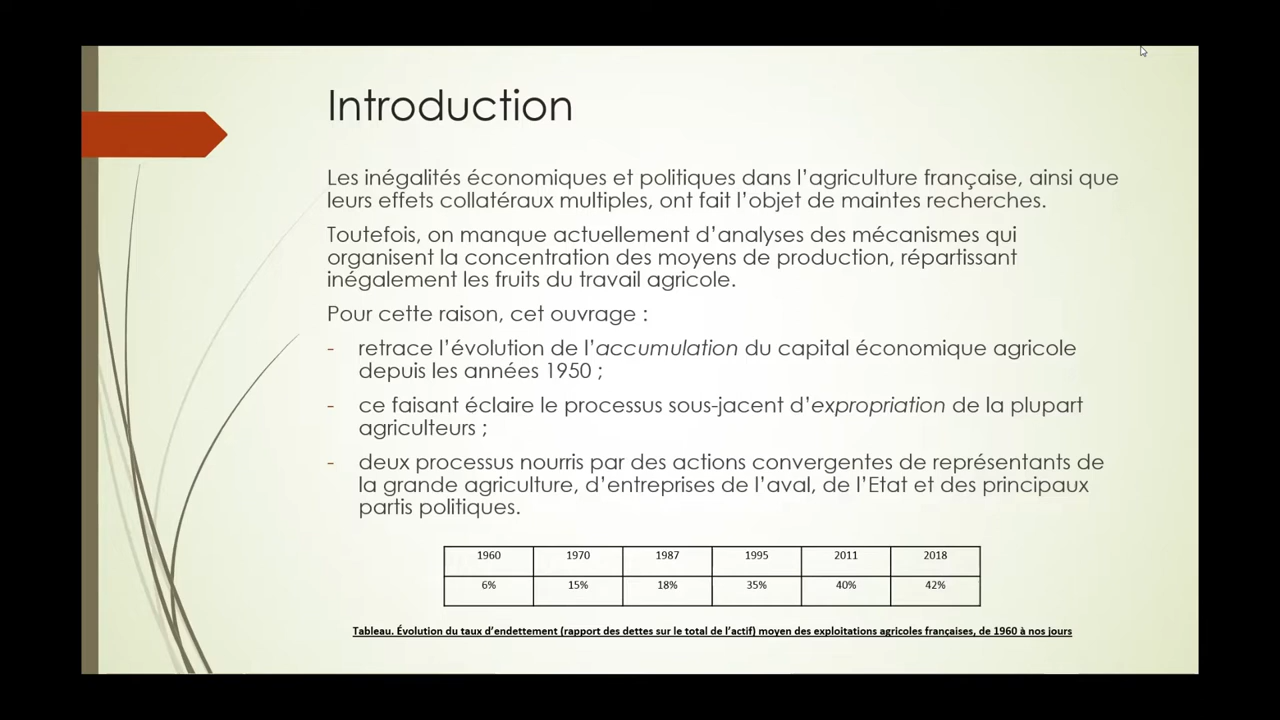 Introduction
Les inégalités économiques et politiques dans l’agriculture française, ainsi que
leurs effets collatéraux multiples, ont fait l’objet de maintes recherches.
Toutefois, on manque actuellement d’analyses des mécanismes qui
organisent la concentration des moyens de production, répartissant
inégalement les fruits du travail agricole.
Pour cette raison, cet ouvrage :
- retrace l’évolution de l’accumulation du capital économique agricole
depuis les années 1950 ;
- ce faisant éclaire le processus sous-jacent d’expropriation de la plupart
agriculteurs ;
- deux processus nourris par des actions convergentes de représentants de
la grande agriculture, d’entreprises de l’aval, de l’Etat et des principaux
partis politiques.
1960 1970 1987 1995 2011 2018
6% 15% 18% 35% 40% 42%
Tableau. Évolution du taux d’endettement (rapport des dettes sur le total de l’actif) moyen des exploitations agricoles françaises, de 1960 à nos jours